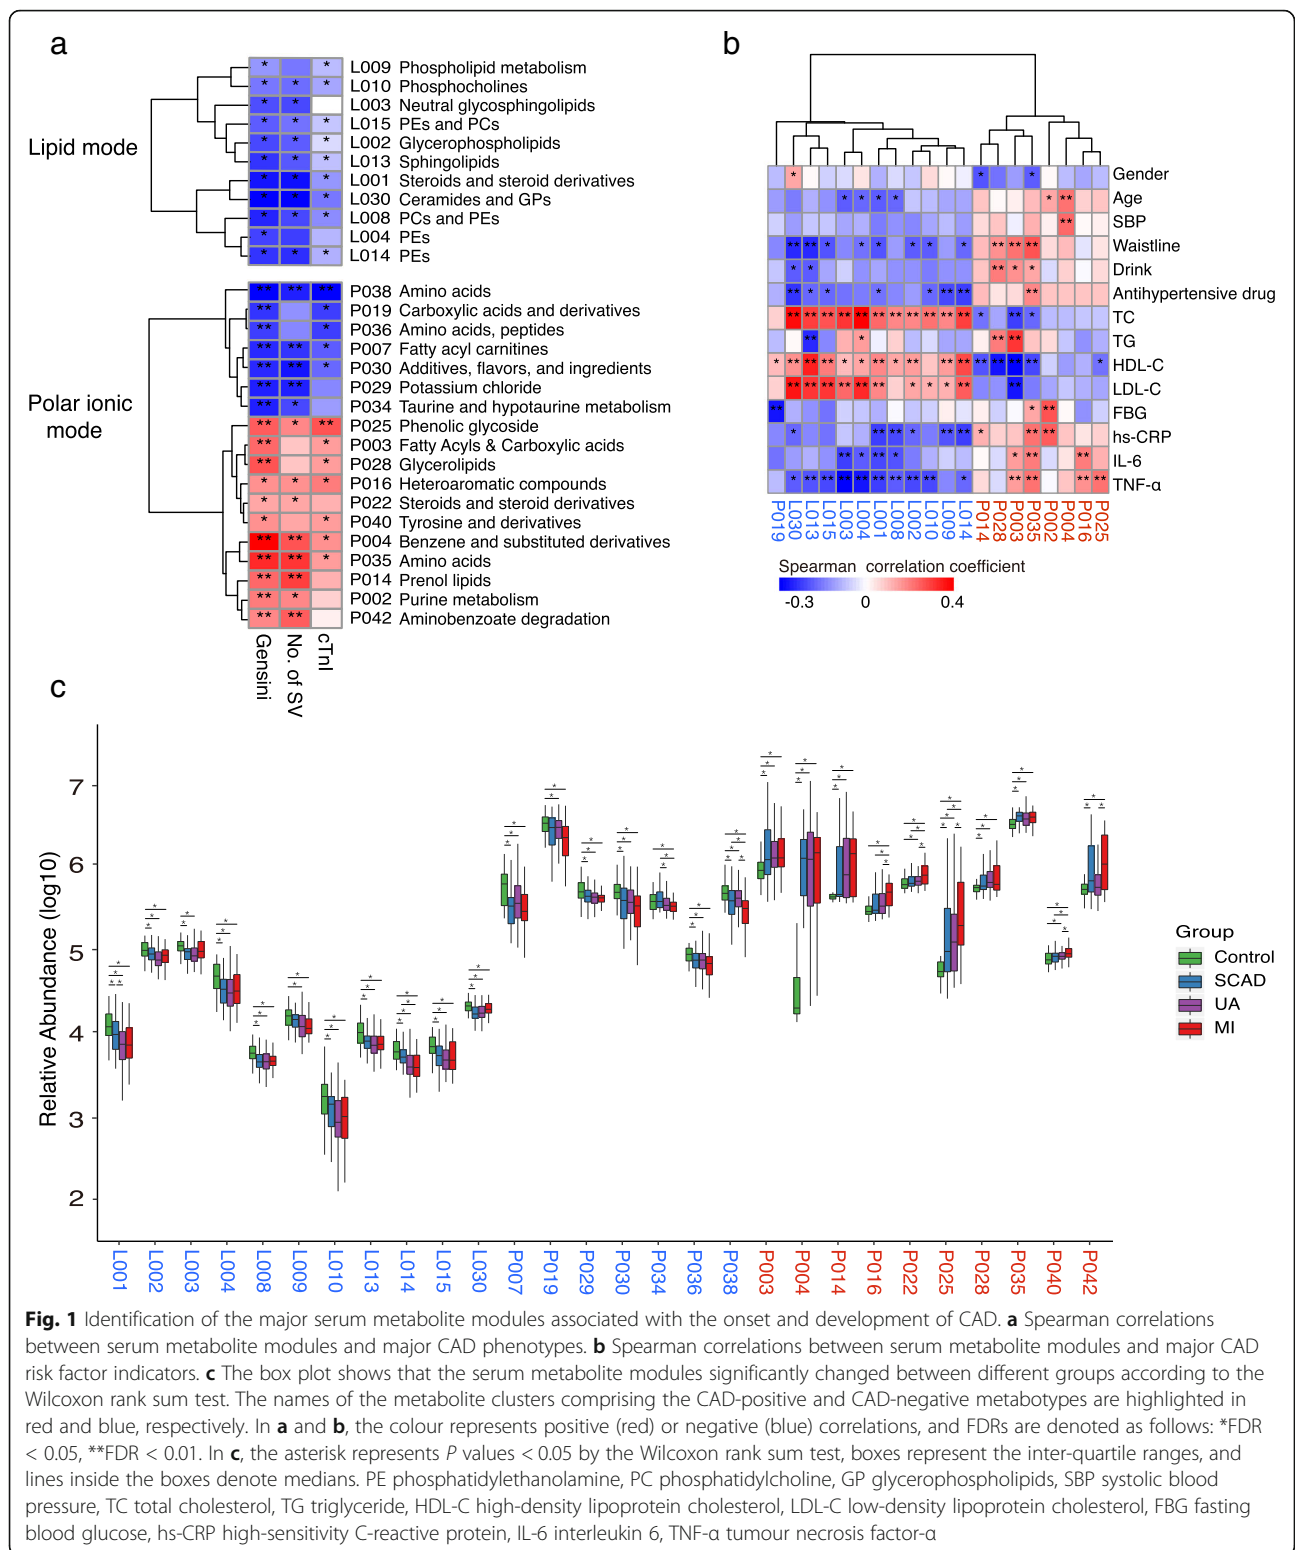 a
b
Lipid mode
L009 Phospholipid metabolism
L010 Phosphocholines
L003 Neutral glycosphingolipids
L015 PEs and PCs
L002 Glycerophospholipids
L013 Sphingolipids
L001 Steroids and steroid derivatives
L030 Ceramides and GPs
L008 PCs and PEs
L004 PEs
L014 PEs
Polar ionic
mode
P038 Amino acids
P019 Carboxylic acids and derivatives
P036 Amino acids, peptides
P007 Fatty acyl carnitines
P030 Additives, flavors, and ingredients
P029 Potassium chloride
P034 Taurine and hypotaurine metabolism
P025 Phenolic glycoside
P003 Fatty Acyls & Carboxylic acids
P028 Glycerolipids
P016 Heteroaromatic compounds
P022 Steroids and steroid derivatives
P040 Tyrosine and derivatives
P004 Benzene and substituted derivatives
P035 Amino acids
P014 Prenol lipids
P002 Purine metabolism
P042 Aminobenzoate degradation
Gensini
No. of SV
cTnI
Gender
Age
SBP
Waistline
Drink
Antihypertensive drug
TC
TG
HDL-C
LDL-C
FBG
hs-CRP
IL-6
TNF-α
P019 L030 L013 L015 L003 L004 L001 L008 L002 L010 L009 L014 P014 P028 P003 P035 P002 P004 P016 P025
Spearman correlation coefficient
-0.3 0 0.4
c
Relative Abundance (log10)
7
6
5
4
3
2
Group
Control
SCAD
UA
MI
L001 L002 L003 L004 L008 L009 L010 L013 L014 L015 L030 P007 P019 P029 P030 P034 P036 P038 P003 P004 P014 P016 P022 P025 P028 P035 P040 P042
Fig. 1 Identification of the major serum metabolite modules associated with the onset and development of CAD. a Spearman correlations
between serum metabolite modules and major CAD phenotypes. b Spearman correlations between serum metabolite modules and major CAD
risk factor indicators. c The box plot shows that the serum metabolite modules significantly changed between different groups according to the
Wilcoxon rank sum test. The names of the metabolite clusters comprising the CAD-positive and CAD-negative metabotypes are highlighted in
red and blue, respectively. In a and b, the colour represents positive (red) or negative (blue) correlations, and FDRs are denoted as follows: *FDR
< 0.05, **FDR < 0.01. In c, the asterisk represents P values < 0.05 by the Wilcoxon rank sum test, boxes represent the inter-quartile ranges, and
lines inside the boxes denote medians. PE phosphatidylethanolamine, PC phosphatidylcholine, GP glycerophospholipids, SBP systolic blood
pressure, TC total cholesterol, TG triglyceride, HDL-C high-density lipoprotein cholesterol, LDL-C low-density lipoprotein cholesterol, FBG fasting
blood glucose, hs-CRP high-sensitivity C-reactive protein, IL-6 interleukin 6, TNF-α tumour necrosis factor-α